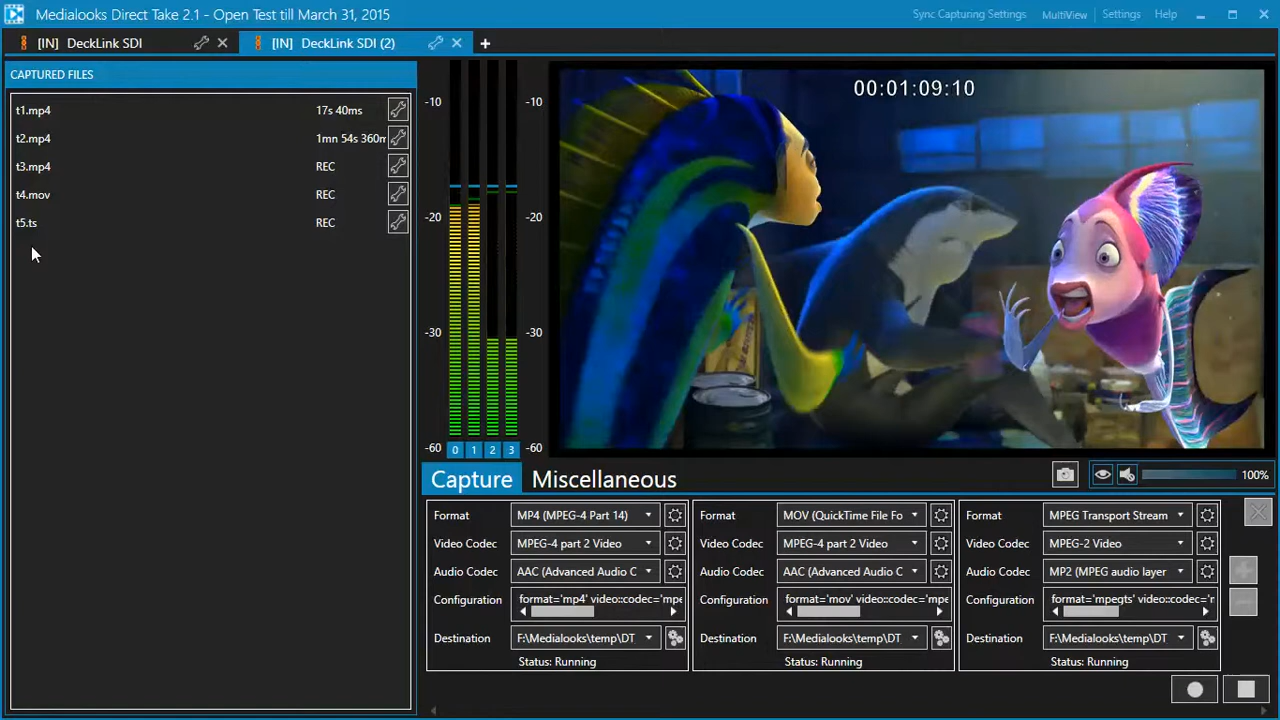 Medialooks Direct Take 2.1 - Open Test till March 31, 2015
Sync Capturing Settings MultiView Settings Help
[IN] DeckLink SDI
[IN] DeckLink SDI (2)
CAPTURED FILES
t1.mp4 17s 40ms
t2.mp4 1mn 54s 360m
t3.mp4 REC
t4.mov REC
t5.ts REC
-10 -10
-20 -20
-30 -30
-60 -60
0 1 2 3
00:01:09:10
Capture Miscellaneous
100%
Format MP4 (MPEG-4 Part 14)
Video Codec MPEG-4 part 2 Video
Audio Codec AAC (Advanced Audio C
Configuration format='mp4' video::codec='mpe
Destination F:\Medialooks\temp\DT
Status: Running
Format MOV (QuickTime File Fo
Video Codec MPEG-4 part 2 Video
Audio Codec AAC (Advanced Audio C
Configuration format='mov' video::codec='mpe
Destination F:\Medialooks\temp\DT
Status: Running
Format MPEG Transport Stream
Video Codec MPEG-2 Video
Audio Codec MP2 (MPEG audio layer
Configuration format='mpegts' video::codec='r
Destination F:\Medialooks\temp\DT
Status: Running